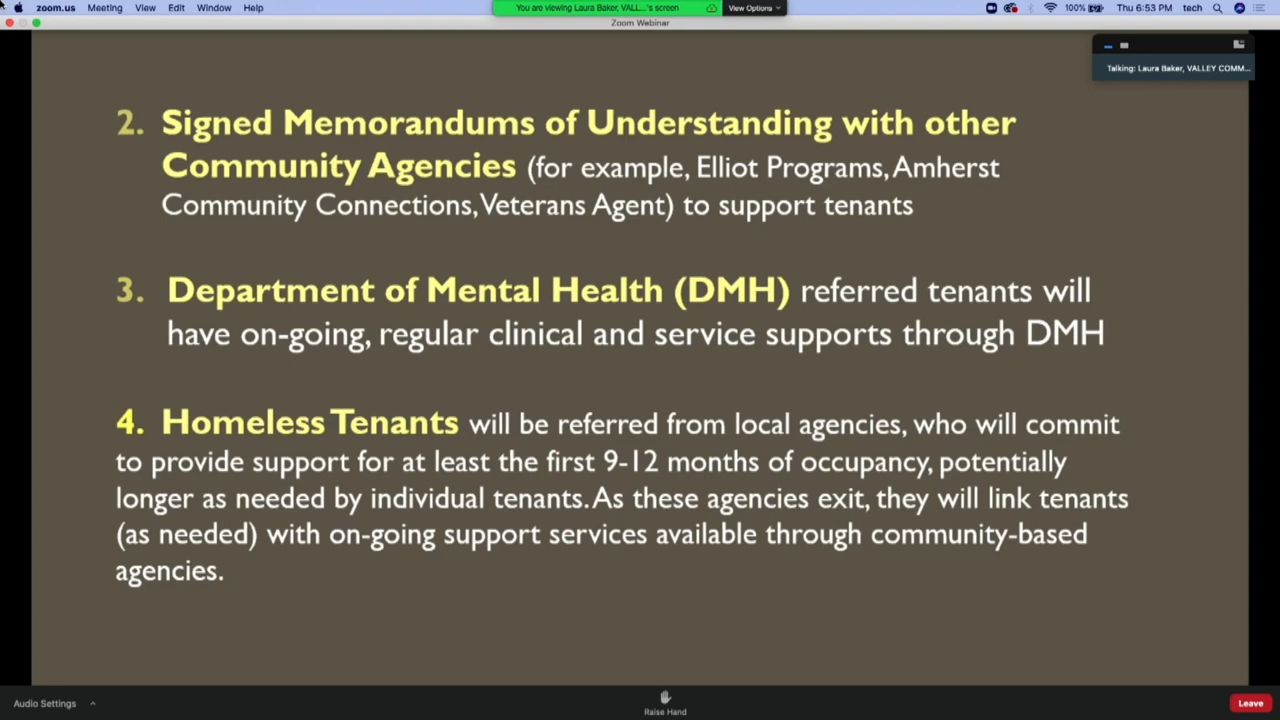 zoom.us Meeting View Edit Window Help
You are viewing Laura Baker, VALL...'s screen
View Options
100%
Thu 6:53 PM
tech
Zoom Webinar
Talking: Laura Baker, VALLEY COMM...
2. Signed Memorandums of Understanding with other
Community Agencies (for example, Elliot Programs, Amherst
Community Connections, Veterans Agent) to support tenants
3. Department of Mental Health (DMH) referred tenants will
have on-going, regular clinical and service supports through DMH
4. Homeless Tenants will be referred from local agencies, who will commit
to provide support for at least the first 9-12 months of occupancy, potentially
longer as needed by individual tenants. As these agencies exit, they will link tenants
(as needed) with on-going support services available through community-based
agencies.
Audio Settings
Raise Hand
Leave